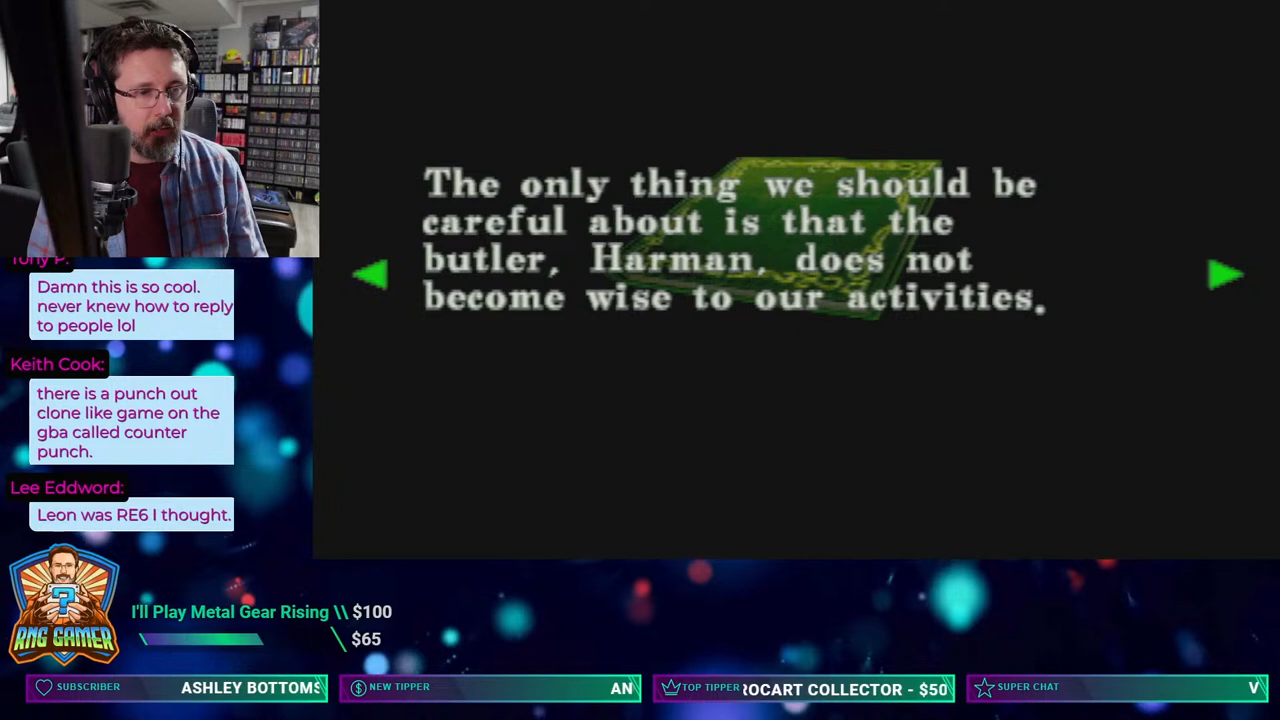 The only thing we should be
careful about is that the
butler, Harman, does not
become wise to our activities.
Tony P:
Damn this is so cool.
never knew how to reply
to people lol
Keith Cook:
there is a punch out
clone like game on the
gba called counter
punch.
Lee Eddword:
Leon was RE6 I thought.
?
RNG GAMER
I'll Play Metal Gear Rising \\ $100
\ $65
SUBSCRIBER ASHLEY BOTTOMS
NEW TIPPER AN
TOP TIPPER ROCART COLLECTOR - $50
SUPER CHAT V